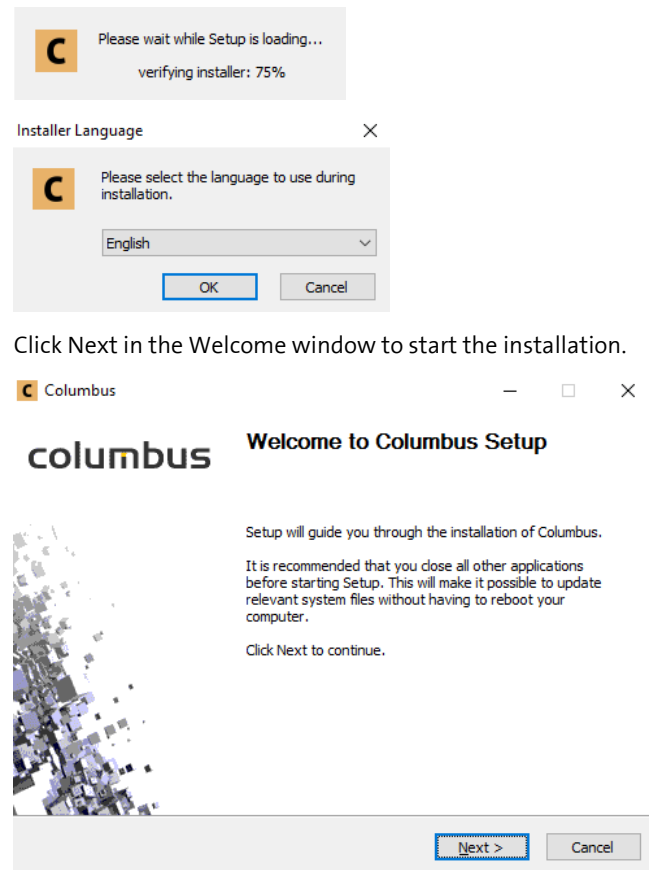 C
Please wait while Setup is loading...
verifying installer: 75%
Installer Language
C
Please select the language to use during
installation.
English
OK
Cancel
Click Next in the Welcome window to start the installation.
C Columbus
columbus
Welcome to Columbus Setup
Setup will guide you through the installation of Columbus.
It is recommended that you close all other applications
before starting Setup. This will make it possible to update
relevant system files without having to reboot your
computer.
Click Next to continue.
Next >
Cancel